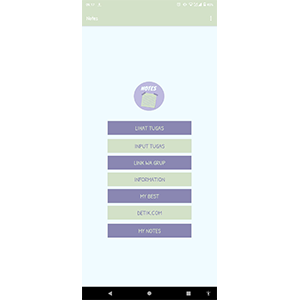 Notes
NOTES
LIHAT TUGAS
INPUT TUGAS
LINK WA GRUP
INFORMATION
MY BEST
DETIK.COM
MY NOTES